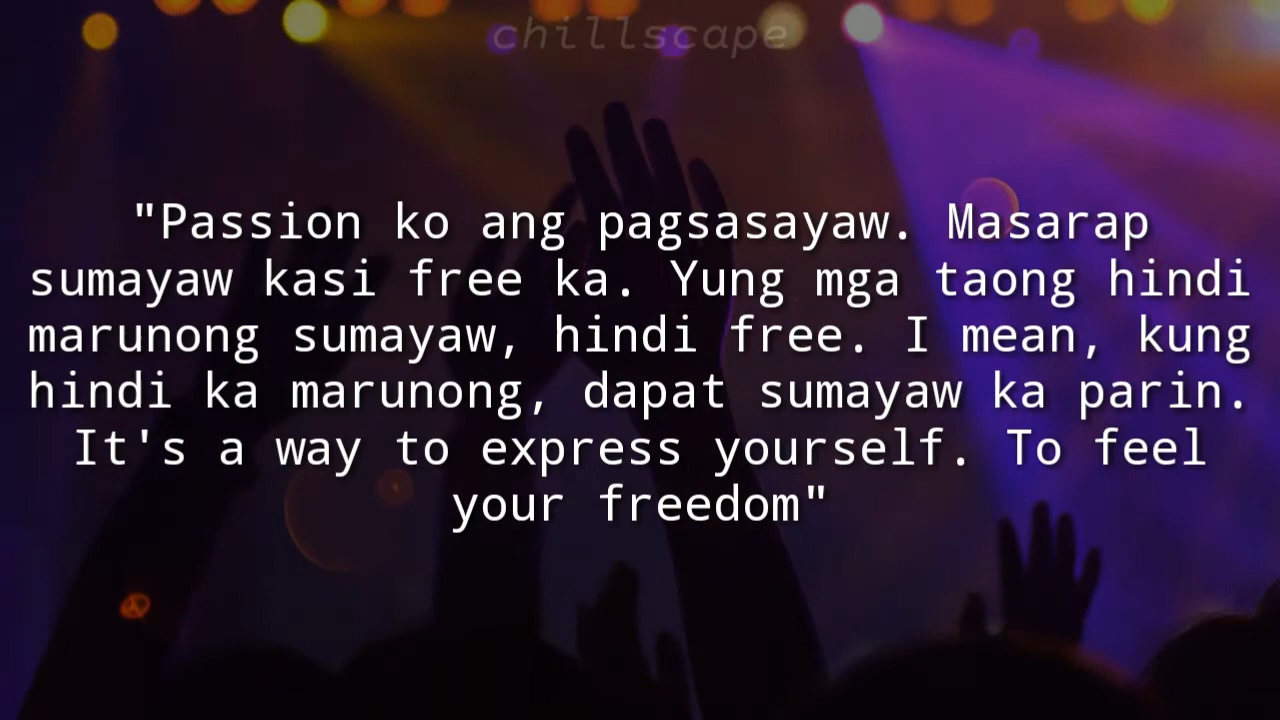 chillscape
"Passion ko ang pagsasayaw. Masarap
sumayaw kasi free ka. Yung mga taong hindi
marunong sumayaw, hindi free. I mean, kung
hindi ka marunong, dapat sumayaw ka parin.
It's a way to express yourself. To feel
your freedom"